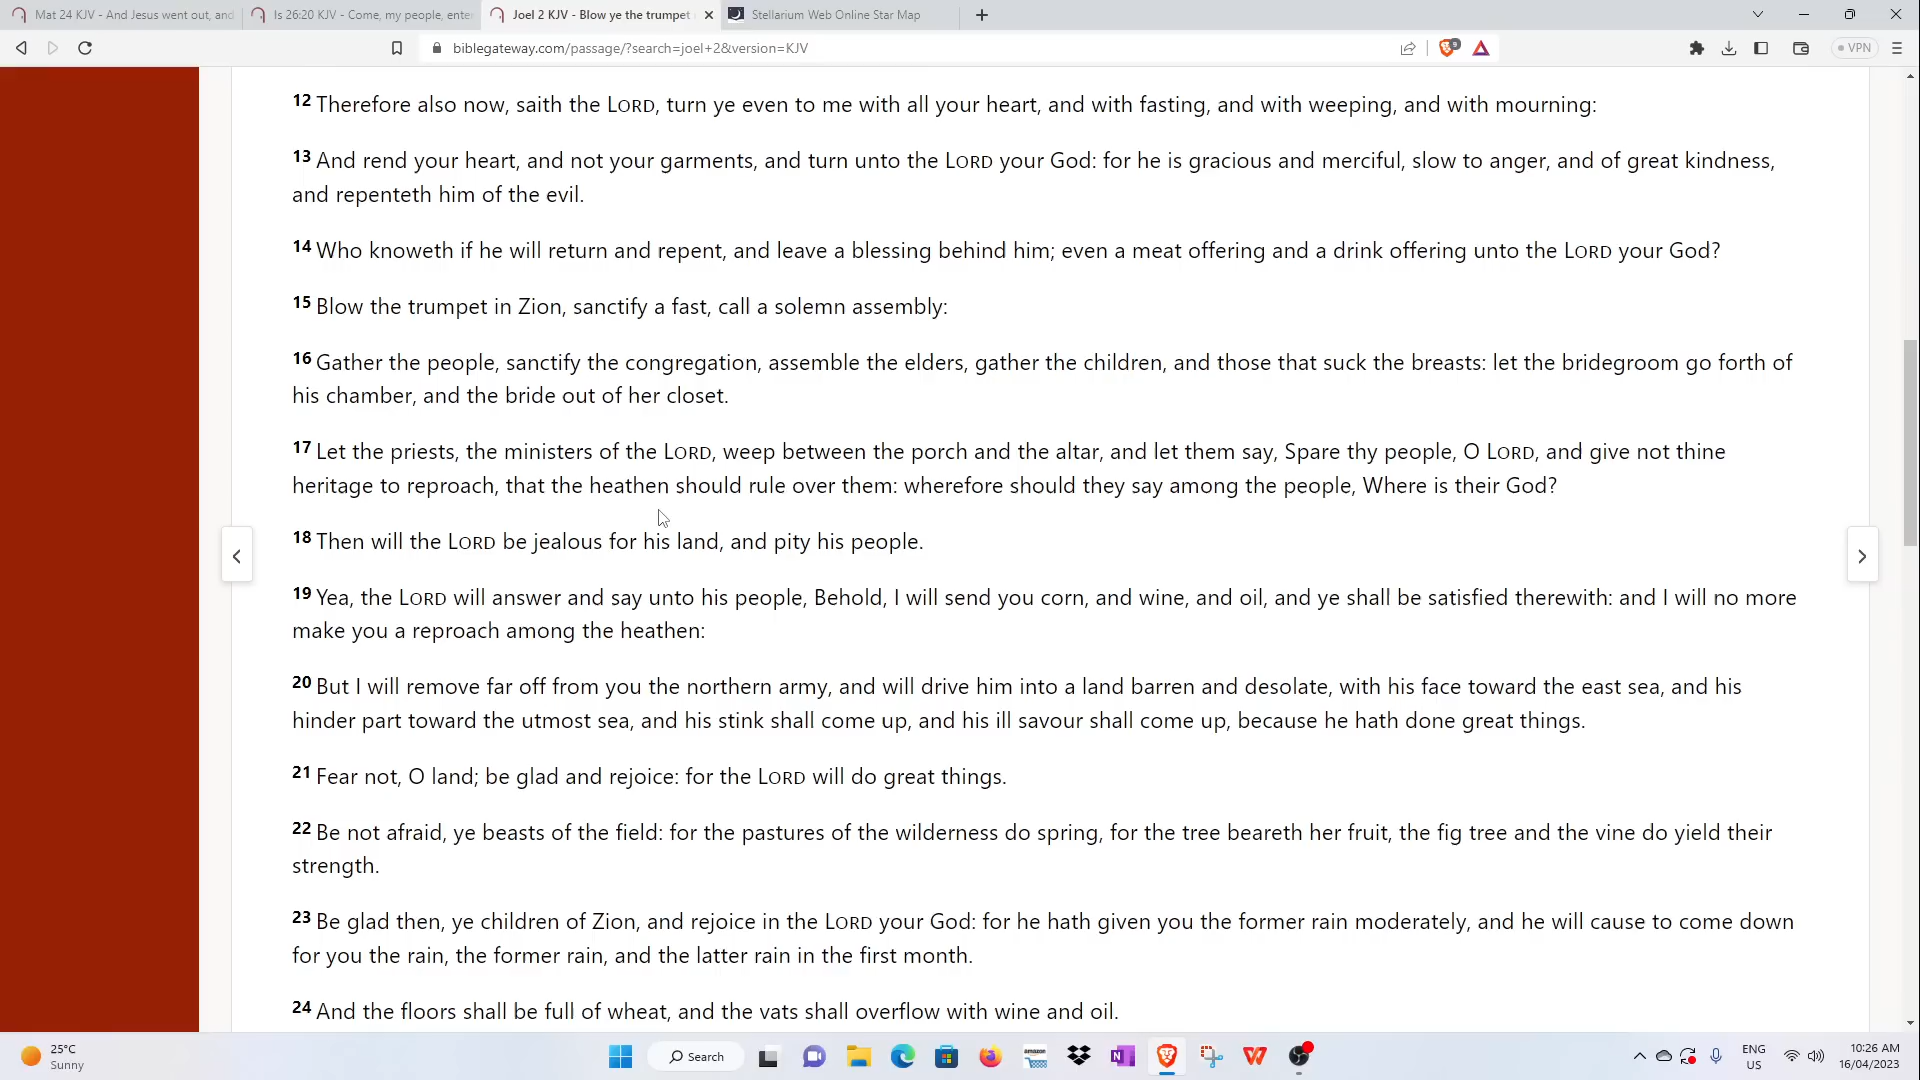 Mat 24 KJV - And Jesus went out, and
Is 26:20 KJV - Come, my people, ente
Joel 2 KJV - Blow ye the trumpet
Stellarium Web Online Star Map
biblegateway.com/passage/?search=joel+2&version=KJV
9
VPN
12 Therefore also now, saith the LORD, turn ye even to me with all your heart, and with fasting, and with weeping, and with mourning:
13 And rend your heart, and not your garments, and turn unto the LORD your God: for he is gracious and merciful, slow to anger, and of great kindness,
and repenteth him of the evil.
14 Who knoweth if he will return and repent, and leave a blessing behind him; even a meat offering and a drink offering unto the LORD your God?
15 Blow the trumpet in Zion, sanctify a fast, call a solemn assembly:
16 Gather the people, sanctify the congregation, assemble the elders, gather the children, and those that suck the breasts: let the bridegroom go forth of
his chamber, and the bride out of her closet.
17 Let the priests, the ministers of the LORD, weep between the porch and the altar, and let them say, Spare thy people, O LORD, and give not thine
heritage to reproach, that the heathen should rule over them: wherefore should they say among the people, Where is their God?
18 Then will the LORD be jealous for his land, and pity his people.
19 Yea, the LORD will answer and say unto his people, Behold, I will send you corn, and wine, and oil, and ye shall be satisfied therewith: and I will no more
make you a reproach among the heathen:
20 But I will remove far off from you the northern army, and will drive him into a land barren and desolate, with his face toward the east sea, and his
hinder part toward the utmost sea, and his stink shall come up, and his ill savour shall come up, because he hath done great things.
21 Fear not, O land; be glad and rejoice: for the LORD will do great things.
22 Be not afraid, ye beasts of the field: for the pastures of the wilderness do spring, for the tree beareth her fruit, the fig tree and the vine do yield their
strength.
23 Be glad then, ye children of Zion, and rejoice in the LORD your God: for he hath given you the former rain moderately, and he will cause to come down
for you the rain, the former rain, and the latter rain in the first month.
24 And the floors shall be full of wheat, and the vats shall overflow with wine and oil.
25°C
Sunny
Search
amazon
ENG
US
10:26 AM
16/04/2023